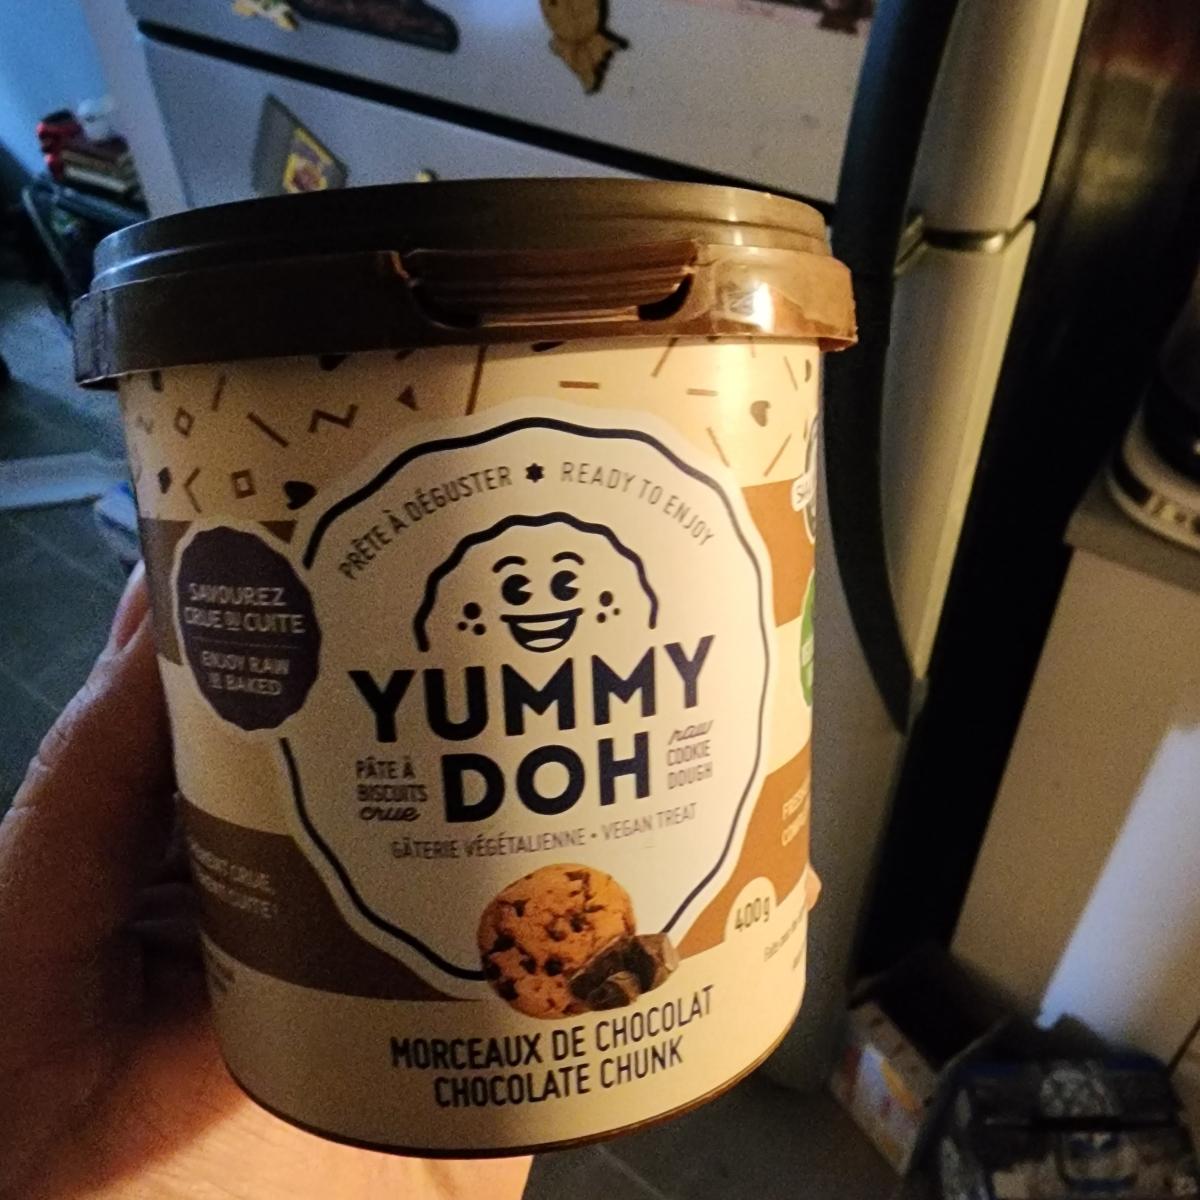 PRÊTE À DÉGUSTER ★ READY TO ENJOY
SAVOUREZ
CRUE OU CUITE
ENJOY RAW
OR BAKED
YUMMY
DOH
PÂTE À
BISCUITS
crue
raw
COOKIE
DOUGH
GÂTERIE VÉGÉTALIENNE • VEGAN TREAT
400g
MORCEAUX DE CHOCOLAT
CHOCOLATE CHUNK